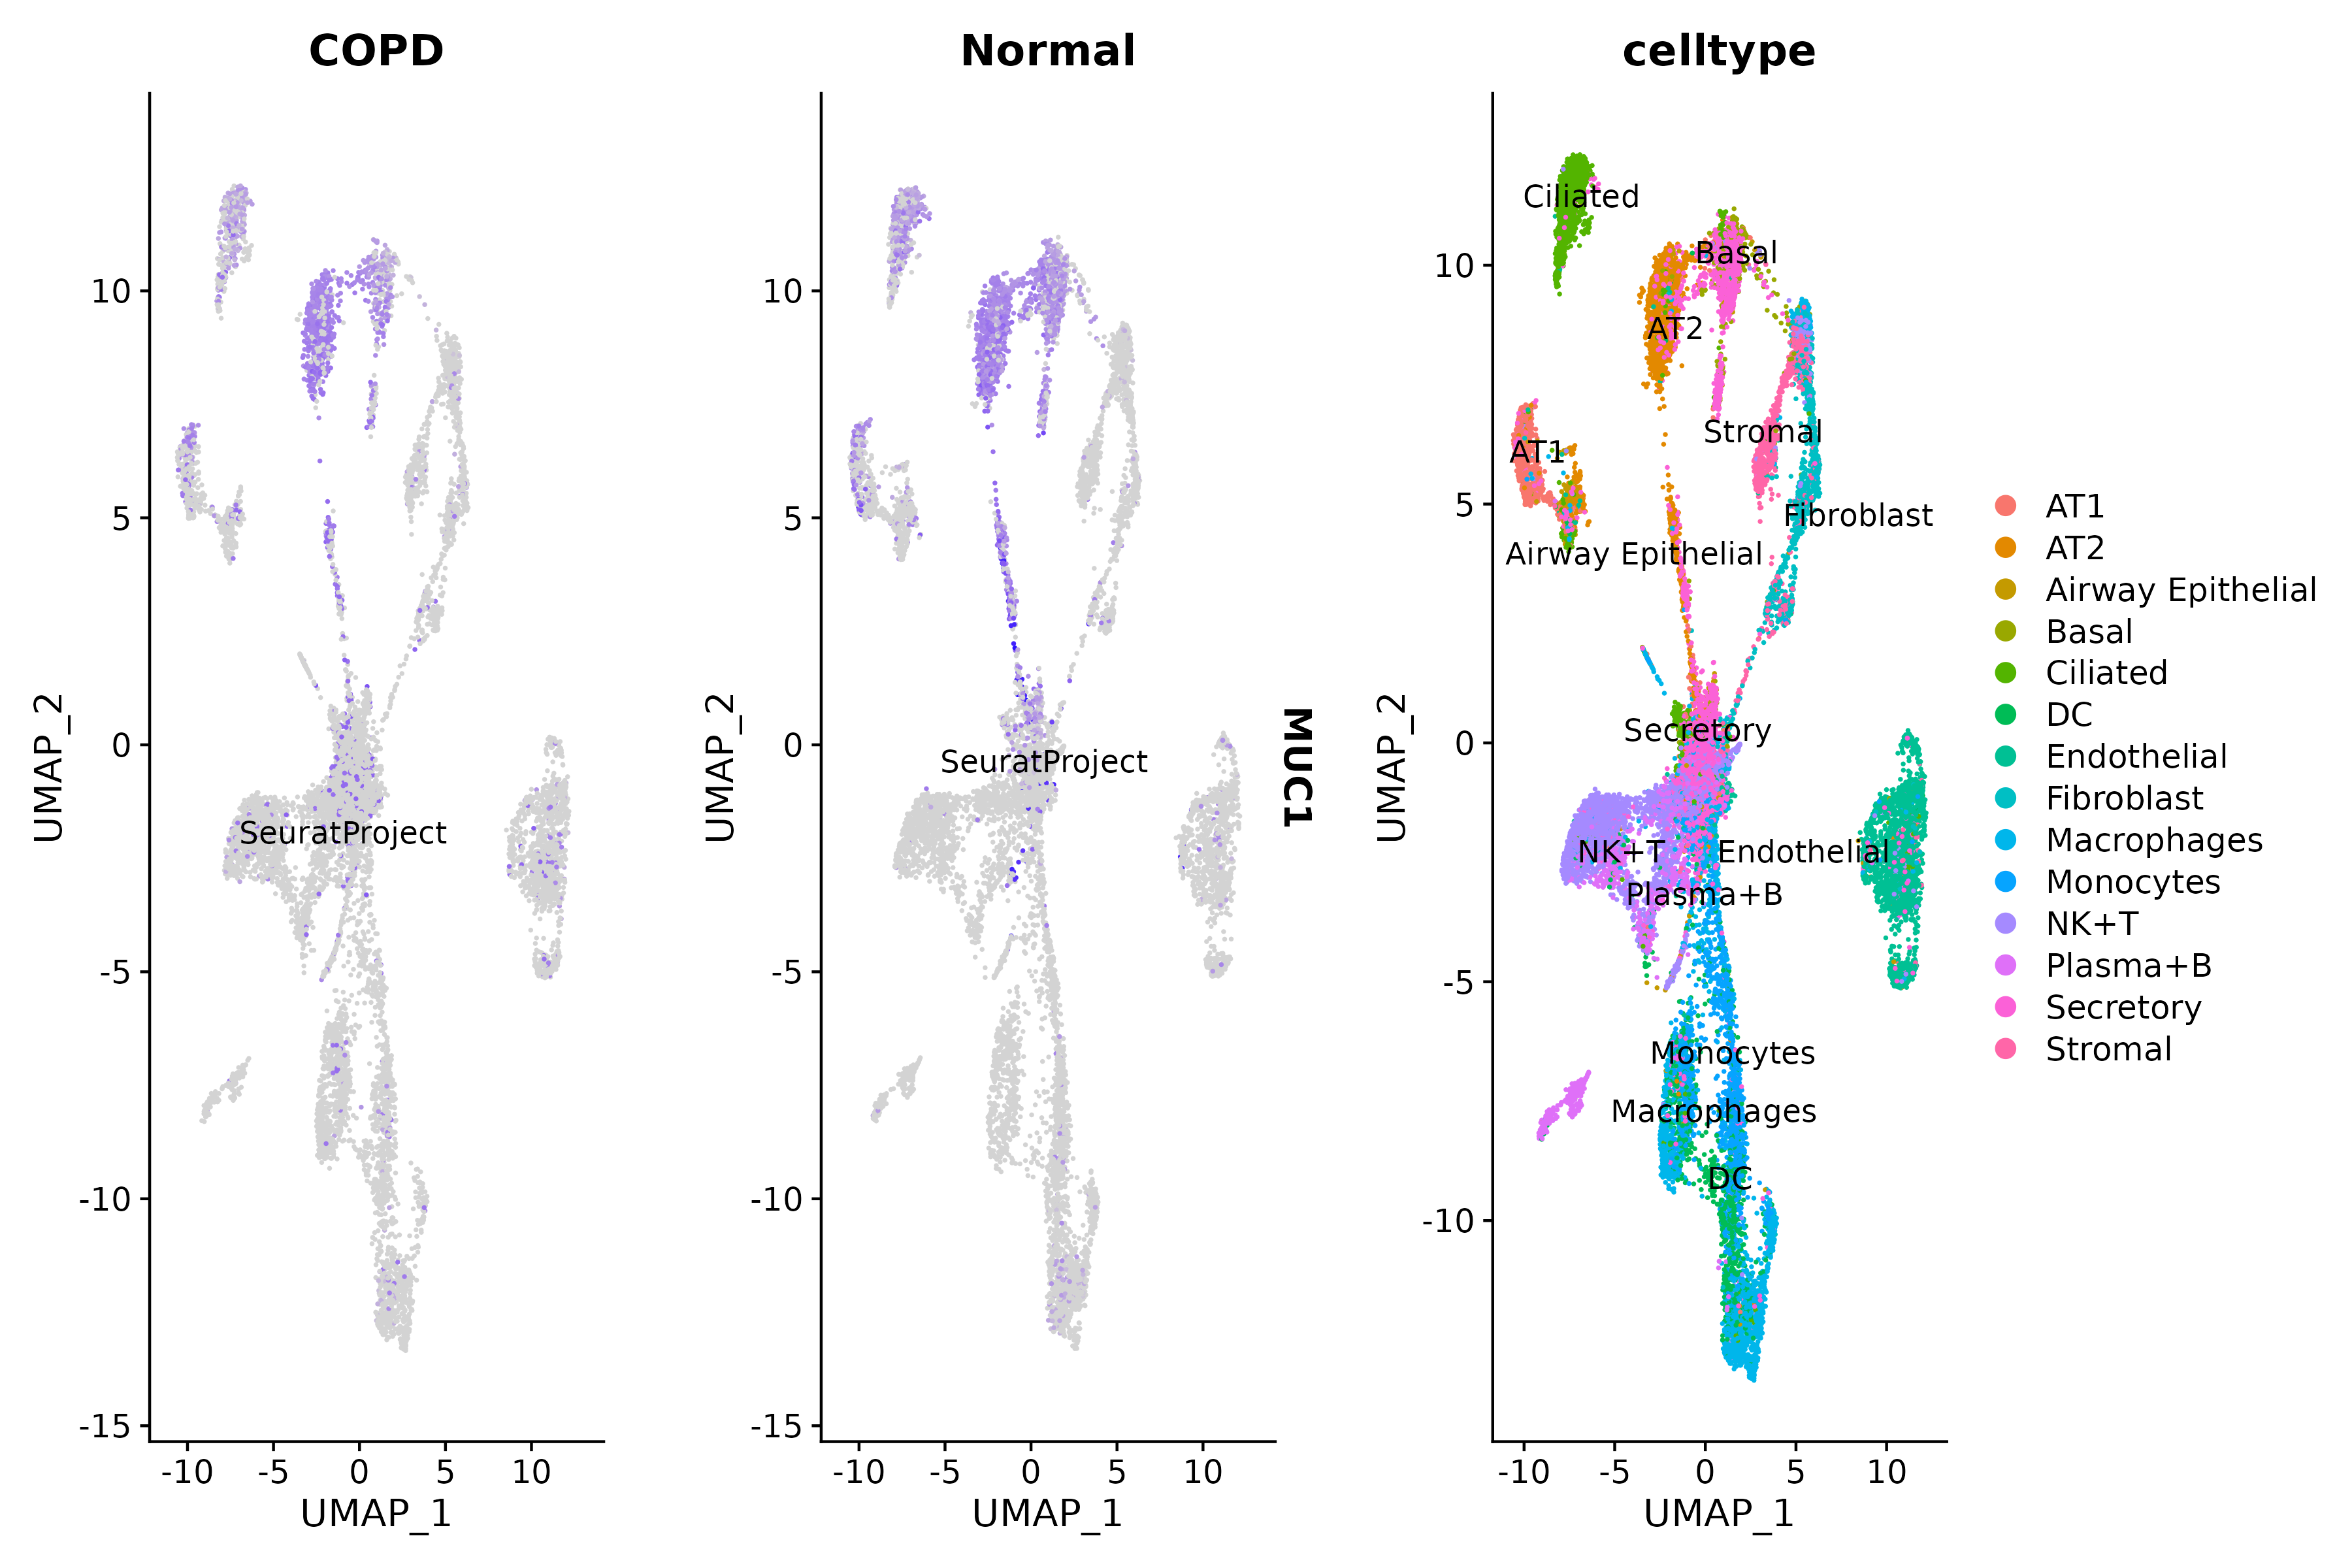 COPD
Normal
celltype
10
5
0
-5
-10
-15
UMAP_2
SeuratProject
-10
-5
0
5
10
UMAP_1
10
5
0
-5
-10
-15
UMAP_2
SeuratProject
MUC1
-10
-5
0
5
10
UMAP_1
10
5
0
-5
-10
UMAP_2
Ciliated
Basal
AT2
Stromal
AT1
Fibroblast
Airway Epithelial
Secretory
NK+T
Endothelial
Plasma+B
Monocytes
Macrophages
DC
-10
-5
0
5
10
UMAP_1
AT1
AT2
Airway Epithelial
Basal
Ciliated
DC
Endothelial
Fibroblast
Macrophages
Monocytes
NK+T
Plasma+B
Secretory
Stromal